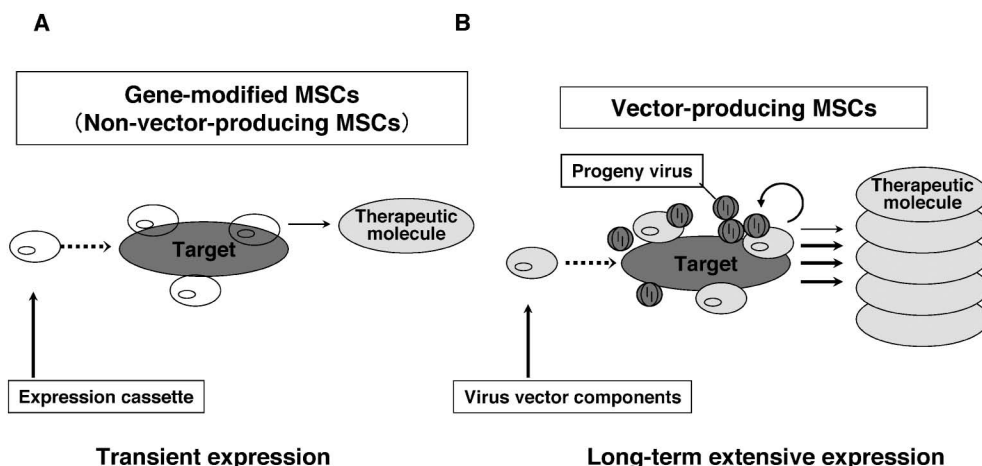 A
Gene-modified MSCs
(Non-vector-producing MSCs)
Target
Therapeutic
molecule
Expression cassette
Transient expression
B
Vector-producing MSCs
Progeny virus
Therapeutic
molecule
Target
Virus vector components
Long-term extensive expression